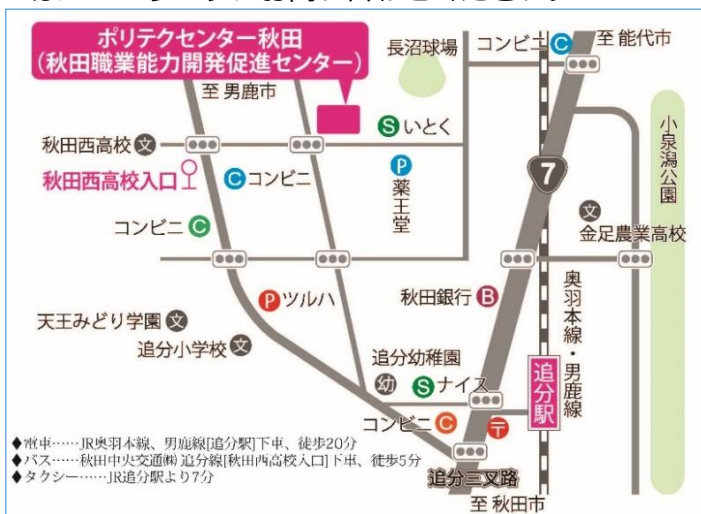 ポリテクセンター秋田
(秋田職業能力開発促進センター)
長沼球場
コンビニ C
至 能代市
至 男鹿市
秋田西高校 文
S いとく
小泉潟公園
秋田西高校入口
C コンビニ
P
薬王堂
7
コンビニ C
文
金足農業高校
P ツルハ
秋田銀行 B
奥羽本線・男鹿線
天王みどり学園 文
追分小学校 文
追分幼稚園
幼
S ナイス
追分駅
コンビニ C
〒
◆電車……JR奥羽本線、男鹿線[追分駅]下車、徒歩20分
◆バス……秋田中央交通㈱ 追分線[秋田西高校入口]下車、徒歩5分
◆タクシー……JR追分駅より7分
追分三叉路
至 秋田市